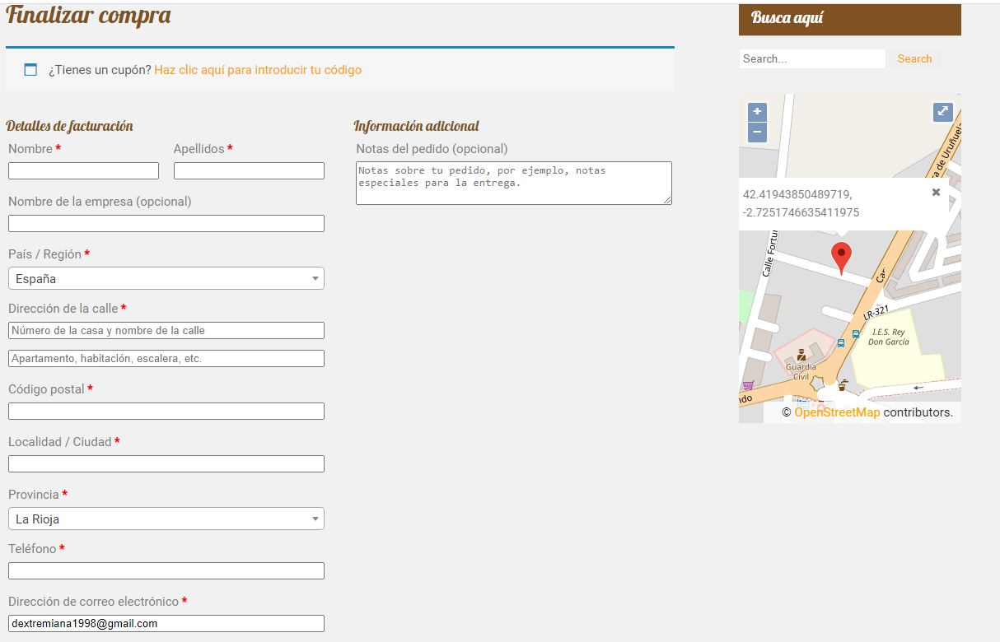 Finalizar compra
¿Tienes un cupón? Haz clic aquí para introducir tu código
Detalles de facturación
Nombre *
Apellidos *
Nombre de la empresa (opcional)
País / Región *
España
Dirección de la calle *
Número de la casa y nombre de la calle
Apartamento, habitación, escalera, etc.
Código postal *
Localidad / Ciudad *
Provincia *
La Rioja
Teléfono *
Dirección de correo electrónico *
dextremiana1998@gmail.com
Información adicional
Notas del pedido (opcional)
Notas sobre tu pedido, por ejemplo, notas
especiales para la entrega.
Busca aquí
Search...
Search
+
−
ra de Uruñuela
42.41943850489719,
-2.7251746635411975
✖
Calle Fortu
Car
LR-321
I.E.S. Rey
Don García
Guardia
Civil
ndo
© OpenStreetMap contributors.